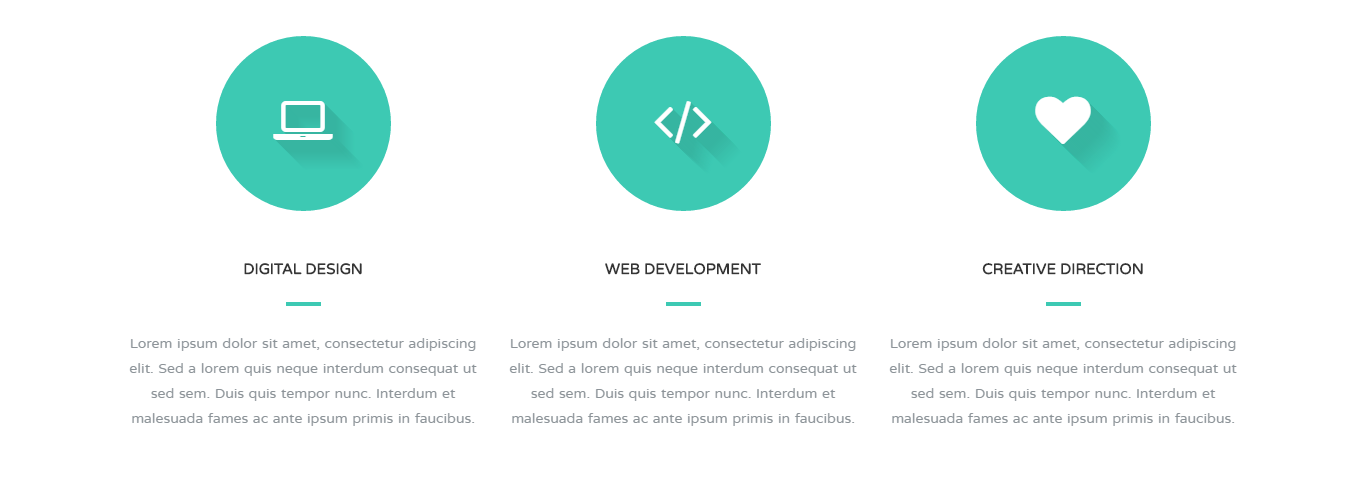 DIGITAL DESIGN
Lorem ipsum dolor sit amet, consectetur adipiscing
elit. Sed a lorem quis neque interdum consequat ut
sed sem. Duis quis tempor nunc. Interdum et
malesuada fames ac ante ipsum primis in faucibus.
WEB DEVELOPMENT
Lorem ipsum dolor sit amet, consectetur adipiscing
elit. Sed a lorem quis neque interdum consequat ut
sed sem. Duis quis tempor nunc. Interdum et
malesuada fames ac ante ipsum primis in faucibus.
CREATIVE DIRECTION
Lorem ipsum dolor sit amet, consectetur adipiscing
elit. Sed a lorem quis neque interdum consequat ut
sed sem. Duis quis tempor nunc. Interdum et
malesuada fames ac ante ipsum primis in faucibus.